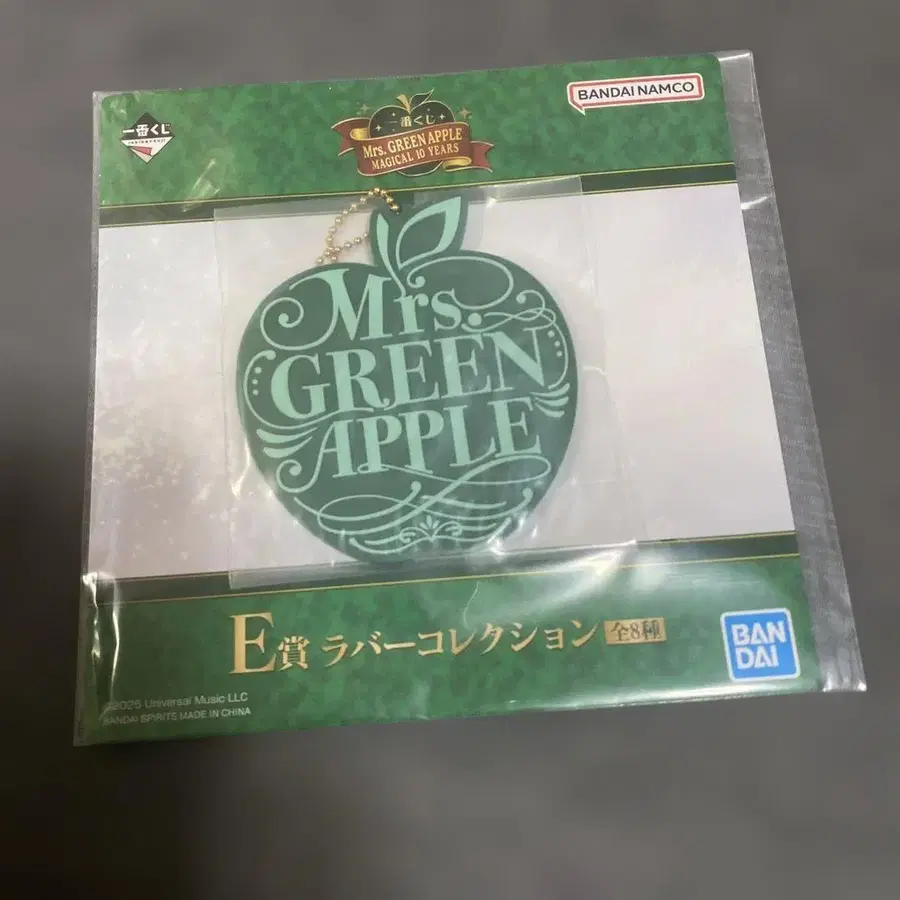 一番くじ
BANDAI NAMCO
一番くじ
Mrs. GREEN APPLE
MAGICAL 10 YEARS
Mrs.
GREEN
APPLE
E賞 ラバーコレクション 全8種
BAN
DAI
©2025 Universal Music LLC
BANDAI SPIRITS MADE IN CHINA